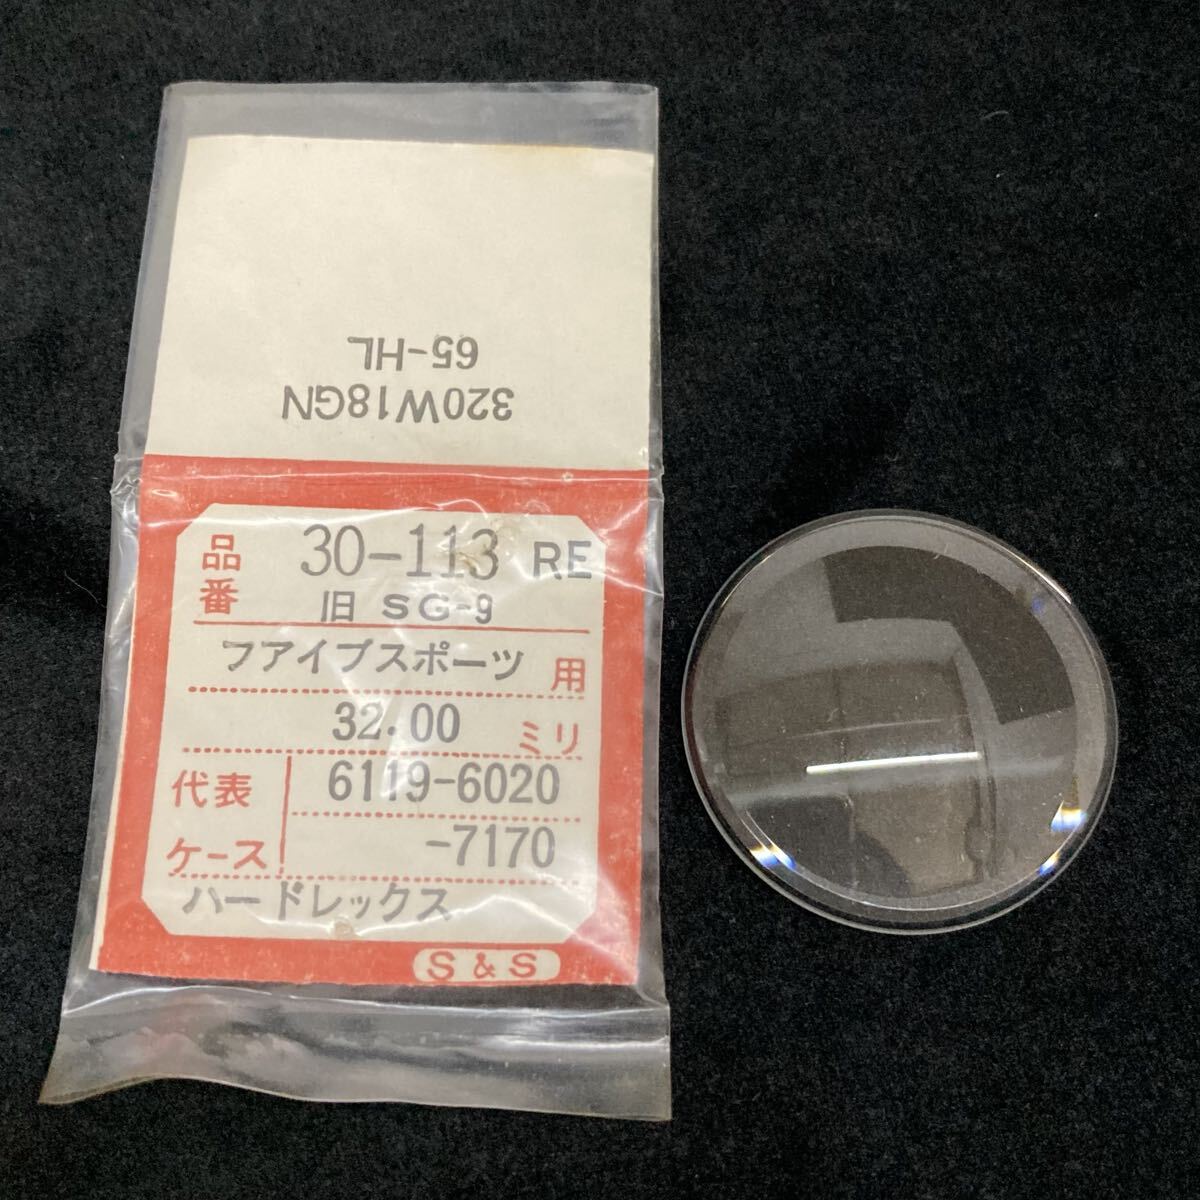 320W18GN
65-HL
品番 30-113 RE
旧 SG-9
フアイブスポーツ 用
32.00 ミリ
代表 6119-6020
ケース -7170
ハードレックス
S & S